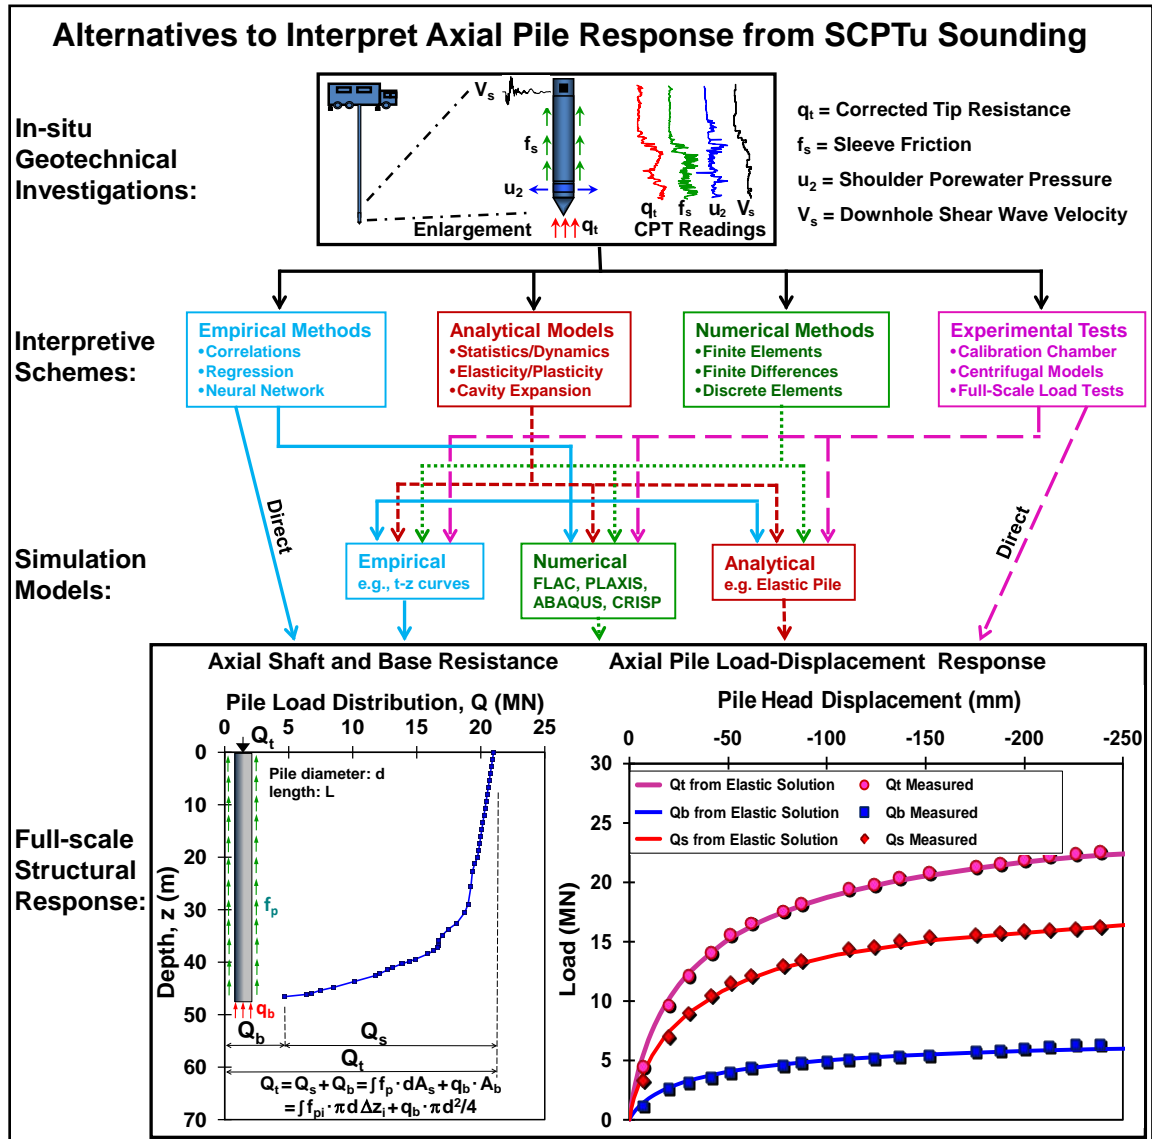 Alternatives to Interpret Axial Pile Response from SCPTu Sounding
In-situ
Geotechnical
Investigations:
Vs
fs
u2
qt
Enlargement
qt fs u2 Vs
CPT Readings
qt = Corrected Tip Resistance
fs = Sleeve Friction
u2 = Shoulder Porewater Pressure
Vs = Downhole Shear Wave Velocity
Interpretive
Schemes:
Empirical Methods
•Correlations
•Regression
•Neural Network
Analytical Models
•Statistics/Dynamics
•Elasticity/Plasticity
•Cavity Expansion
Numerical Methods
•Finite Elements
•Finite Differences
•Discrete Elements
Experimental Tests
•Calibration Chamber
•Centrifugal Models
•Full-Scale Load Tests
Direct
Direct
Simulation
Models:
Empirical
e.g., t-z curves
Numerical
FLAC, PLAXIS,
ABAQUS, CRISP
Analytical
e.g. Elastic Pile
Full-scale
Structural
Response:
Axial Shaft and Base Resistance
Pile Load Distribution, Q (MN)
0 5 10 15 20 25
Qt
Pile diameter: d
length: L
fp
qb
Depth, z (m)
0
10
20
30
40
50
60
70
Qb
Qs
Qt
Qt = Qs + Qb = ∫fp · dAs + qb · Ab
= ∫fpi · πd Δzi + qb · πd²/4
Axial Pile Load-Displacement Response
Pile Head Displacement (mm)
0 -50 -100 -150 -200 -250
Load (MN)
30
25
20
15
10
5
0
Qt from Elastic Solution
Qt Measured
Qb from Elastic Solution
Qb Measured
Qs from Elastic Solution
Qs Measured